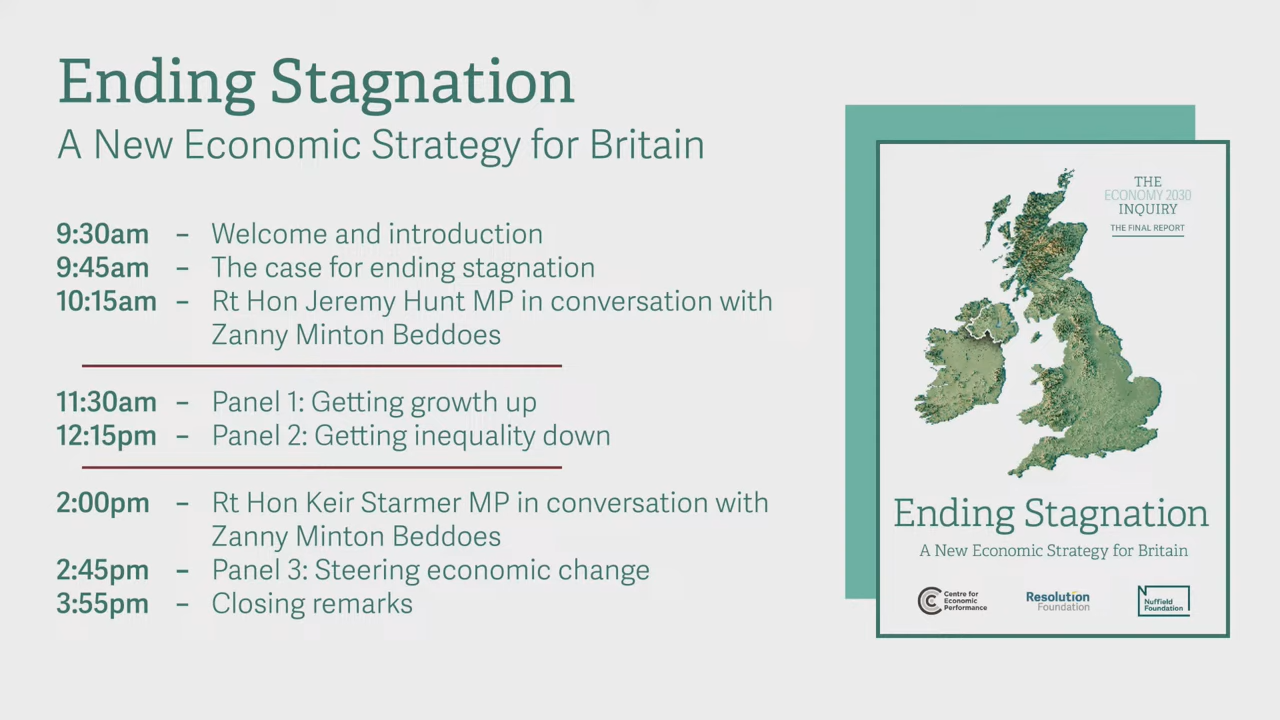 Ending Stagnation
A New Economic Strategy for Britain
9:30am – Welcome and introduction
9:45am – The case for ending stagnation
10:15am – Rt Hon Jeremy Hunt MP in conversation with
Zanny Minton Beddoes
11:30am – Panel 1: Getting growth up
12:15pm – Panel 2: Getting inequality down
2:00pm – Rt Hon Keir Starmer MP in conversation with
Zanny Minton Beddoes
2:45pm – Panel 3: Steering economic change
3:55pm – Closing remarks
THE
ECONOMY 2030
INQUIRY
THE FINAL REPORT
Ending Stagnation
A New Economic Strategy for Britain
Centre for
Economic
Performance
Resolution
Foundation
Nuffield
Foundation